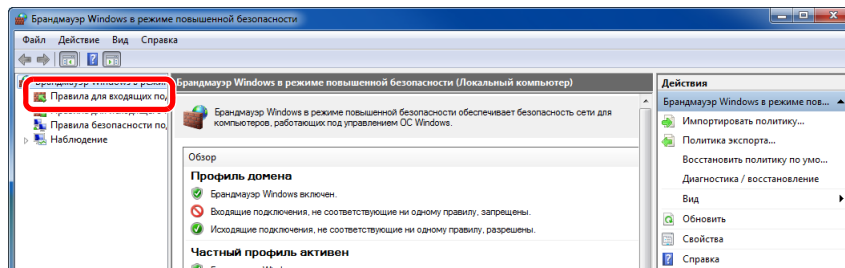 Брандмауэр Windows в режиме повышенной безопасности
Файл Действие Вид Справка
Брандмауэр Windows в режи
Правила для входящих по
Правила безопасности по
Наблюдение
Брандмауэр Windows в режиме повышенной безопасности (Локальный компьютер)
Брандмауэр Windows в режиме повышенной безопасности обеспечивает безопасность сети для
компьютеров, работающих под управлением ОС Windows.
Обзор
Профиль домена
Брандмауэр Windows включен.
Входящие подключения, не соответствующие ни одному правилу, запрещены.
Исходящие подключения, не соответствующие ни одному правилу, разрешены.
Частный профиль активен
Действия
Брандмауэр Windows в режиме пов...
Импортировать политику...
Политика экспорта...
Восстановить политику по умо...
Диагностика / восстановление
Вид
Обновить
Свойства
Справка